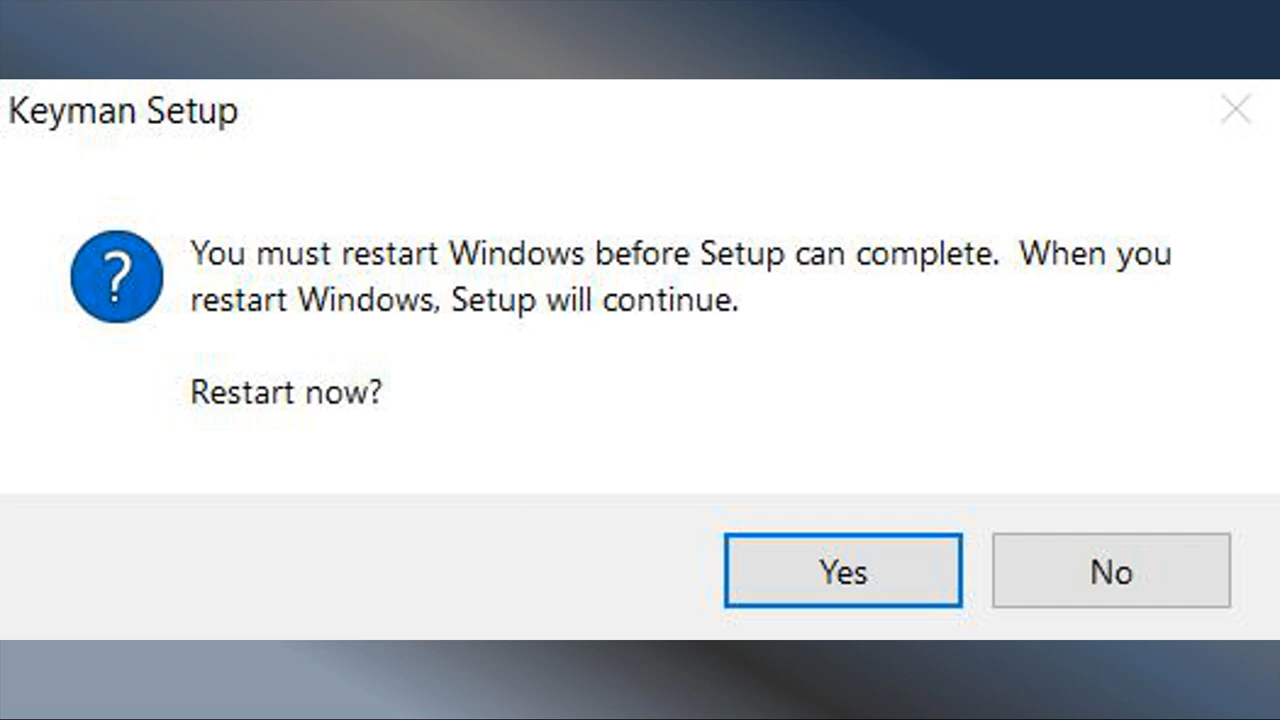 Keyman Setup
You must restart Windows before Setup can complete.  When you
restart Windows, Setup will continue.
Restart now?
Yes
No